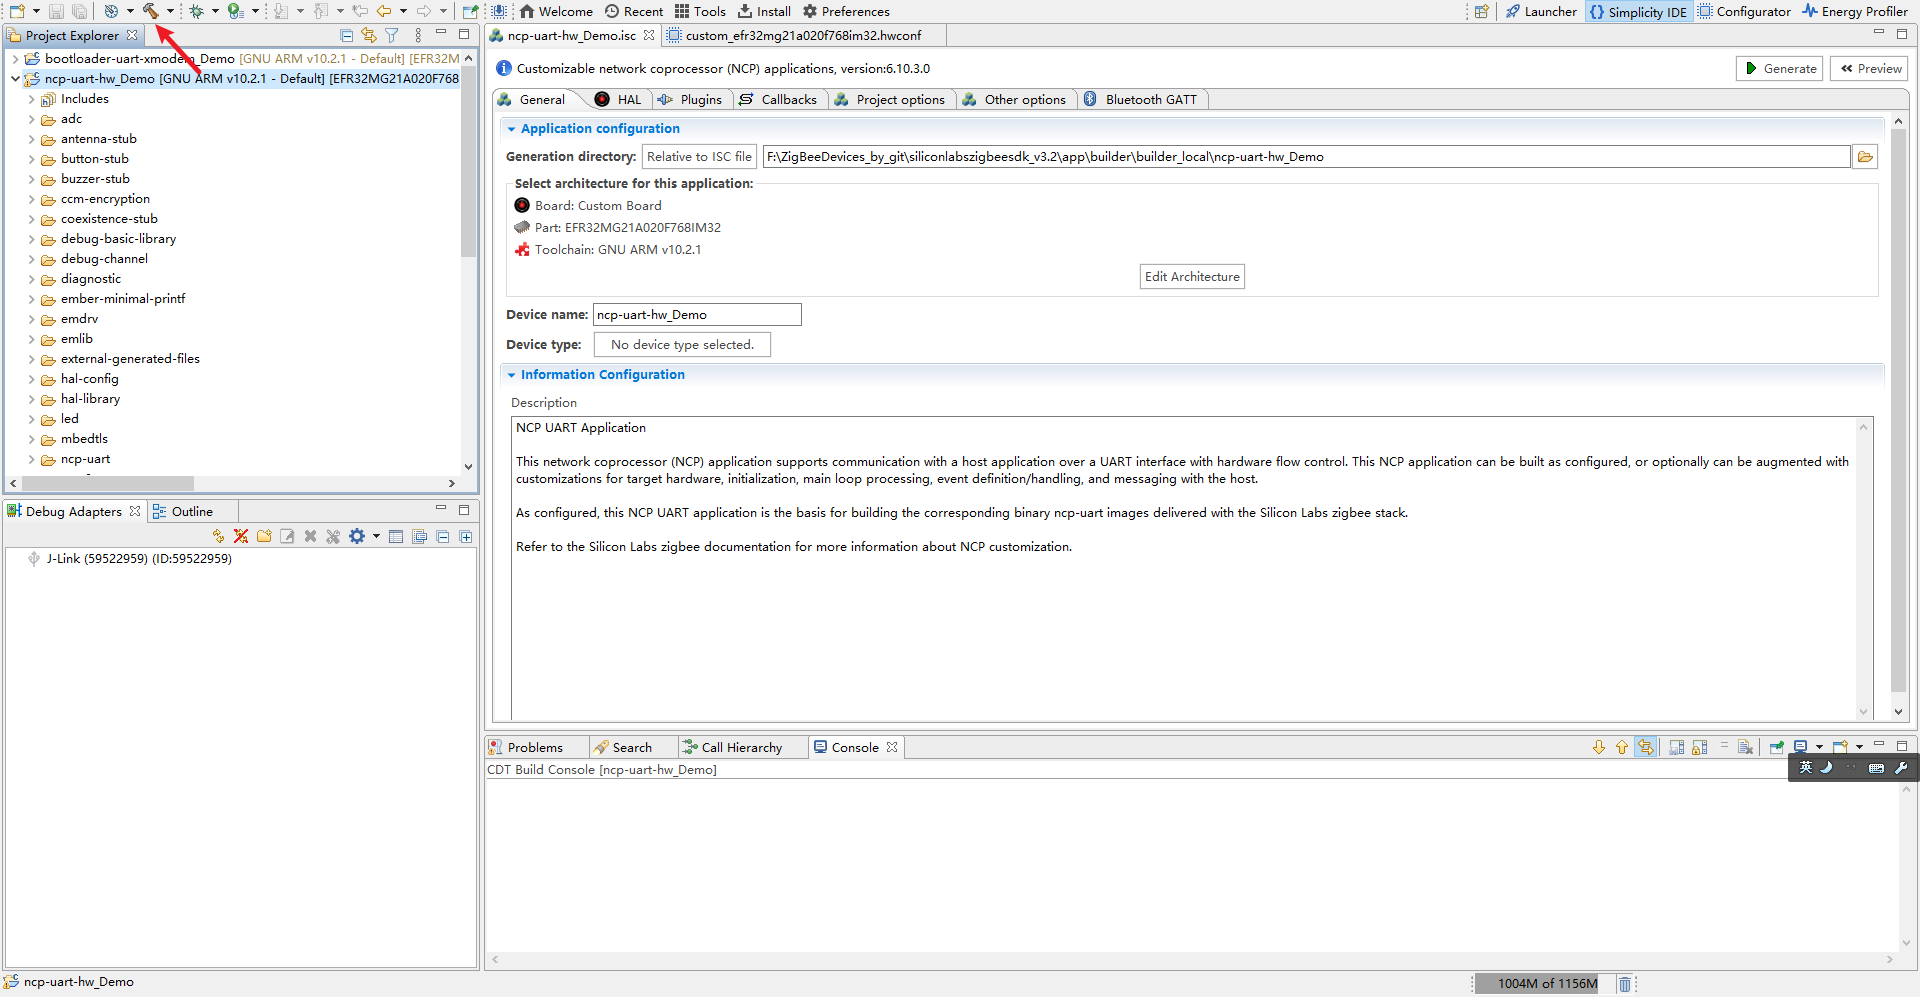 Welcome Recent Tools Install Preferences Launcher Simplicity IDE Configurator Energy Profiler
Project Explorer
bootloader-uart-xmodem_Demo [GNU ARM v10.2.1 - Default] [EFR32M
ncp-uart-hw_Demo [GNU ARM v10.2.1 - Default] [EFR32MG21A020F768
Includes
adc
antenna-stub
button-stub
buzzer-stub
ccm-encryption
coexistence-stub
debug-basic-library
debug-channel
diagnostic
ember-minimal-printf
emdrv
emlib
external-generated-files
hal-config
hal-library
led
mbedtls
ncp-uart
Debug Adapters Outline
J-Link (59522959) (ID:59522959)
ncp-uart-hw_Demo.isc custom_efr32mg21a020f768im32.hwconf
Customizable network coprocessor (NCP) applications, version:6.10.3.0
Generate Preview
General HAL Plugins Callbacks Project options Other options Bluetooth GATT
Application configuration
Generation directory: Relative to ISC file F:\ZigBeeDevices_by_git\siliconlabszigbeesdk_v3.2\app\builder\builder_local\ncp-uart-hw_Demo
Select architecture for this application:
Board: Custom Board
Part: EFR32MG21A020F768IM32
Toolchain: GNU ARM v10.2.1
Edit Architecture
Device name: ncp-uart-hw_Demo
Device type: No device type selected.
Information Configuration
Description
NCP UART Application
This network coprocessor (NCP) application supports communication with a host application over a UART interface with hardware flow control. This NCP application can be built as configured, or optionally can be augmented with
customizations for target hardware, initialization, main loop processing, event definition/handling, and messaging with the host.
As configured, this NCP UART application is the basis for building the corresponding binary ncp-uart images delivered with the Silicon Labs zigbee stack.
Refer to the Silicon Labs zigbee documentation for more information about NCP customization.
Problems Search Call Hierarchy Console
CDT Build Console [ncp-uart-hw_Demo]
英
ncp-uart-hw_Demo
1004M of 1156M